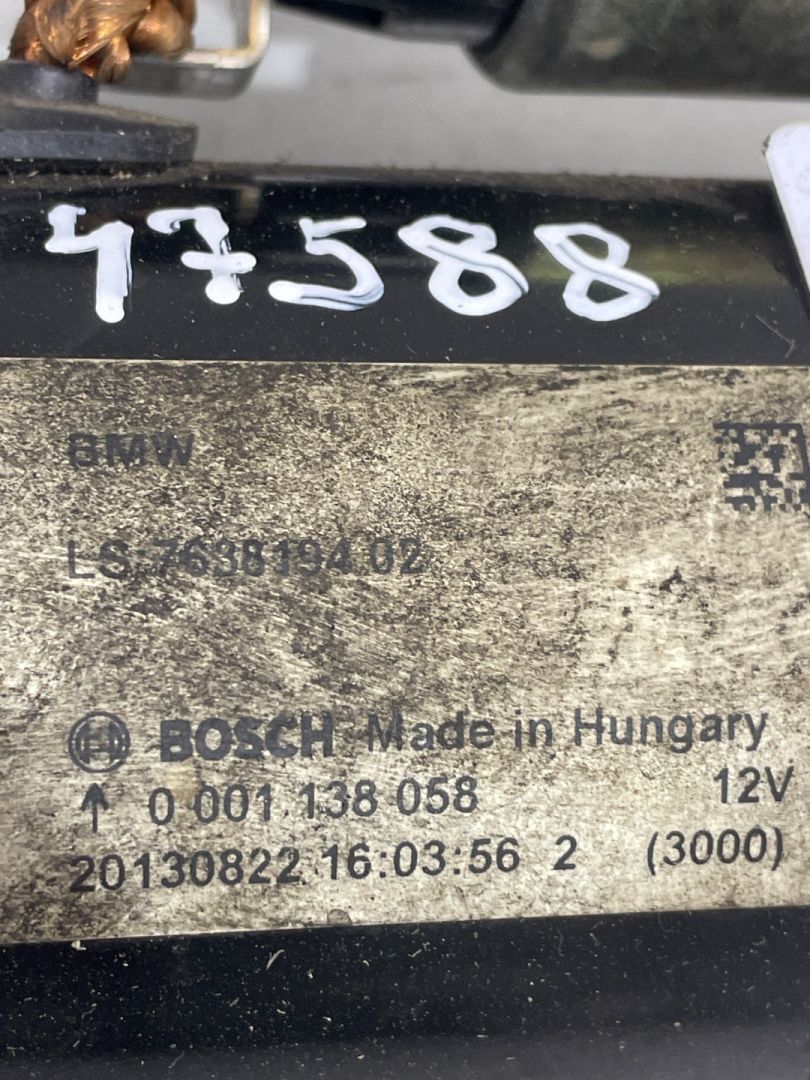 47588
BMW
LS:7638194 02
BOSCH Made in Hungary
↑ 0 001 138 058 12V
20130822 16:03:56 2 (3000)